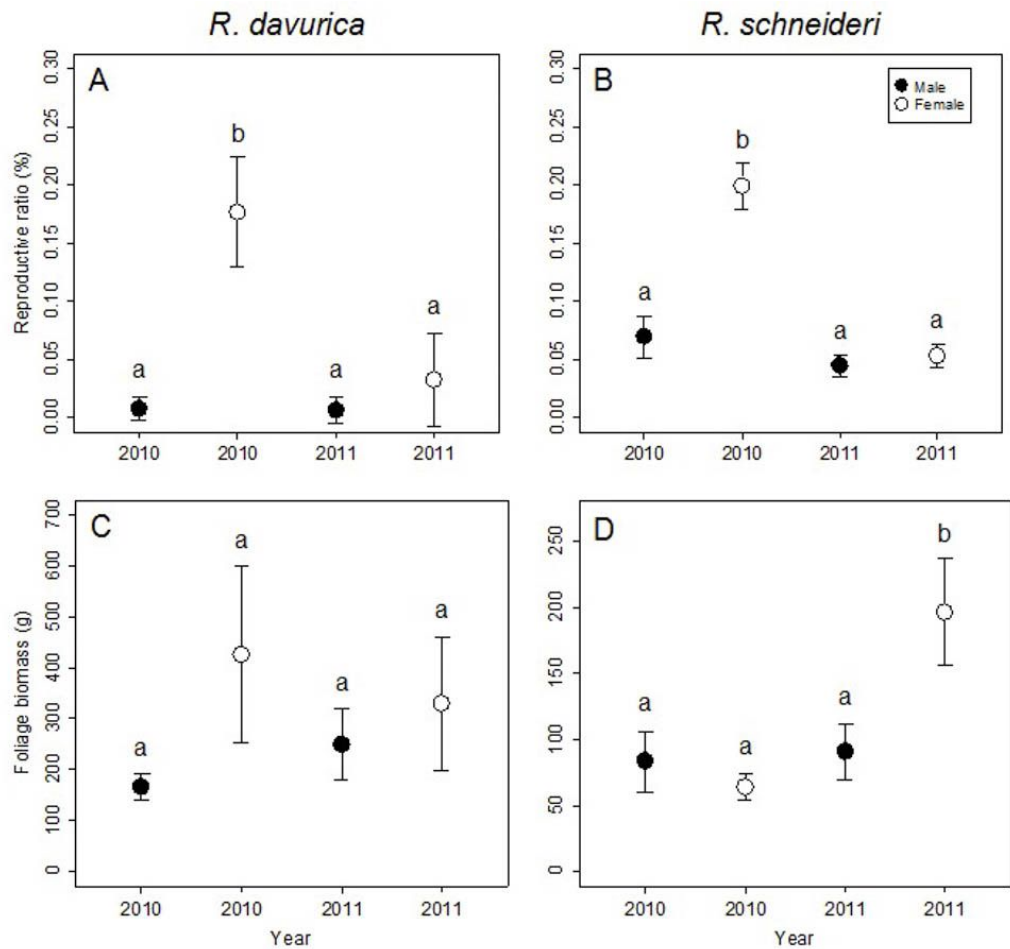 R. davurica
R. schneideri
A
0.30
0.25
0.20
0.15
0.10
0.05
0.00
Reproductive ratio (%)
a
b
a
a
2010
2010
2011
2011
B
Male
Female
0.30
0.25
0.20
0.15
0.10
0.05
0.00
a
b
a
a
2010
2010
2011
2011
C
700
600
500
400
300
200
100
0
Foliage biomass (g)
a
a
a
a
2010
2010
2011
2011
Year
D
250
200
150
100
50
0
a
a
a
b
2010
2010
2011
2011
Year